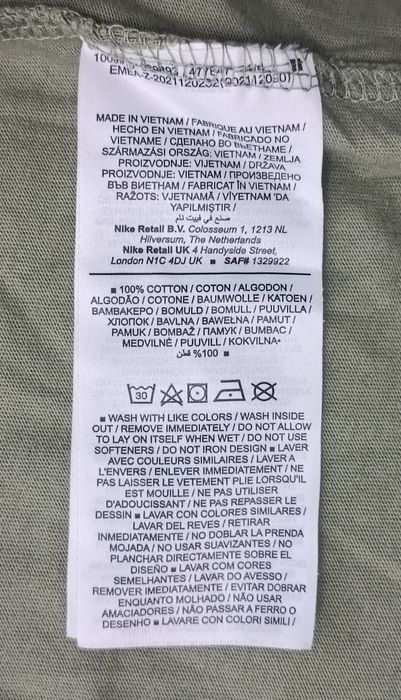 MADE IN VIETNAM / FABRIQUE AU VIETNAM /
HECHO EN VIETNAM / FABRICADO NO
VIETNAME / СДЕЛАНО ВО ВЬЕТНАМЕ /
SZÁRMAZÁSI ORSZÁG: VIETNAM / ZEMLJA
PROIZVODNJE: VIJETNAM / DRŽAVA
PROIZVODNJE: VIETNAM / ПРОИЗВЕДЕНО
ВЪВ ВИЕТНАМ / FABRICAT ÎN VIETNAM /
RAŽOTS: VJETNAMĀ / VİYETNAM 'DA
YAPILMIŞTIR /
صنع في فييت نام
Nike Retail B.V. Colosseum 1, 1213 NL
Hilversum, The Netherlands
Nike Retail UK 4 Handyside Street,
London N1C 4DJ UK ■ SAF# 1329922
■ 100% COTTON / COTON / ALGODON /
ALGODÃO / COTONE / BAUMWOLLE / KATOEN /
ΒΑΜΒΑΚΕΡΟ / BOMULD / BOMULL / PUUVILLA /
ХЛОПОК / BAVLNA / BAWEŁNA / PAMUT /
PAMUK / BOMBAŽ / ПАМУК / BUMBAC /
MEDVILNĖ / PUUVILL / KOKVILNA
100% قطن ■
30
■ WASH WITH LIKE COLORS / WASH INSIDE
OUT / REMOVE IMMEDIATELY / DO NOT ALLOW
TO LAY ON ITSELF WHEN WET / DO NOT USE
SOFTENERS / DO NOT IRON DESIGN ■ LAVER
AVEC COULEURS SIMILAIRES / LAVER A
L'ENVERS / ENLEVER IMMEDIATEMENT / NE
PAS LAISSER LE VETEMENT PLIE LORSQU'IL
EST MOUILLE / NE PAS UTILISER
D'ADOUCISSANT / NE PAS REPASSER LE
DESSIN ■ LAVAR CON COLORES SIMILARES /
LAVAR DEL REVES / RETIRAR
INMEDIATAMENTE / NO DOBLAR LA PRENDA
MOJADA / NO USAR SUAVIZANTES / NO
PLANCHAR DIRECTAMENTE SOBRE EL
DISEÑO ■ LAVAR COM CORES
SEMELHANTES / LAVAR DO AVESSO /
REMOVER IMEDIATAMENTE / EVITAR DOBRAR
ENQUANTO MOLHADO / NÃO USAR
AMACIADORES / NÃO PASSAR A FERRO O
DESENHO ■ LAVARE CON COLORI SIMILI /